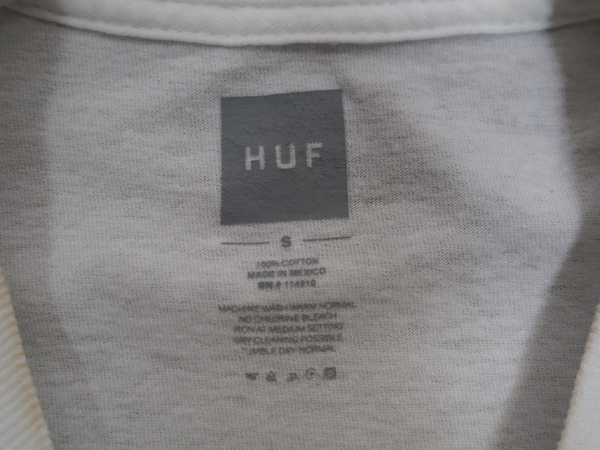 HUF
S
100% COTTON
MADE IN MEXICO
RN # 114910
MACHINE WASH WARM NORMAL
NO CHLORINE BLEACH
IRON AT MEDIUM SETTING
DRY CLEANING POSSIBLE
TUMBLE DRY NORMAL